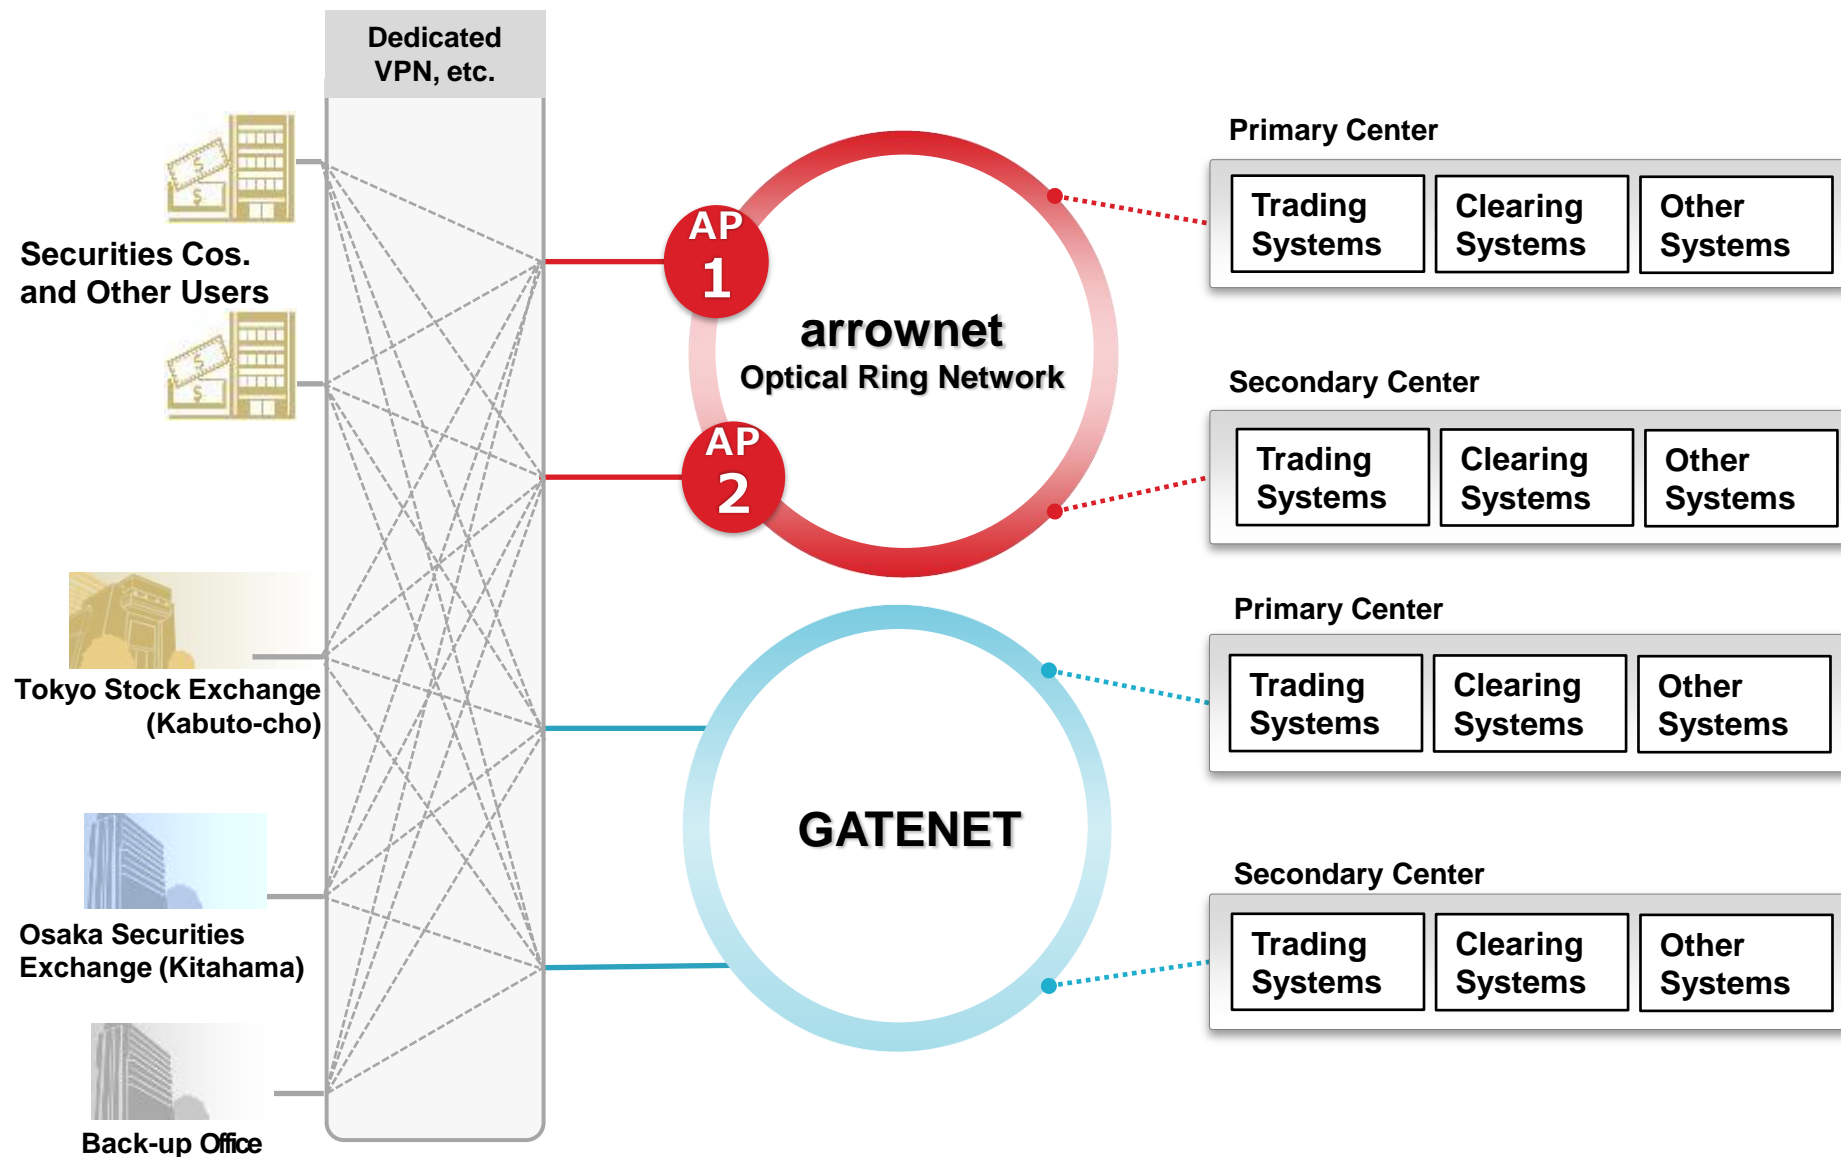 Dedicated
VPN, etc.
Securities Cos.
and Other Users
Tokyo Stock Exchange
(Kabuto-cho)
Osaka Securities
Exchange (Kitahama)
Back-up Office
AP
1
arrownet
Optical Ring Network
AP
2
GATENET
Primary Center
Trading
Systems
Clearing
Systems
Other
Systems
Secondary Center
Trading
Systems
Clearing
Systems
Other
Systems
Primary Center
Trading
Systems
Clearing
Systems
Other
Systems
Secondary Center
Trading
Systems
Clearing
Systems
Other
Systems